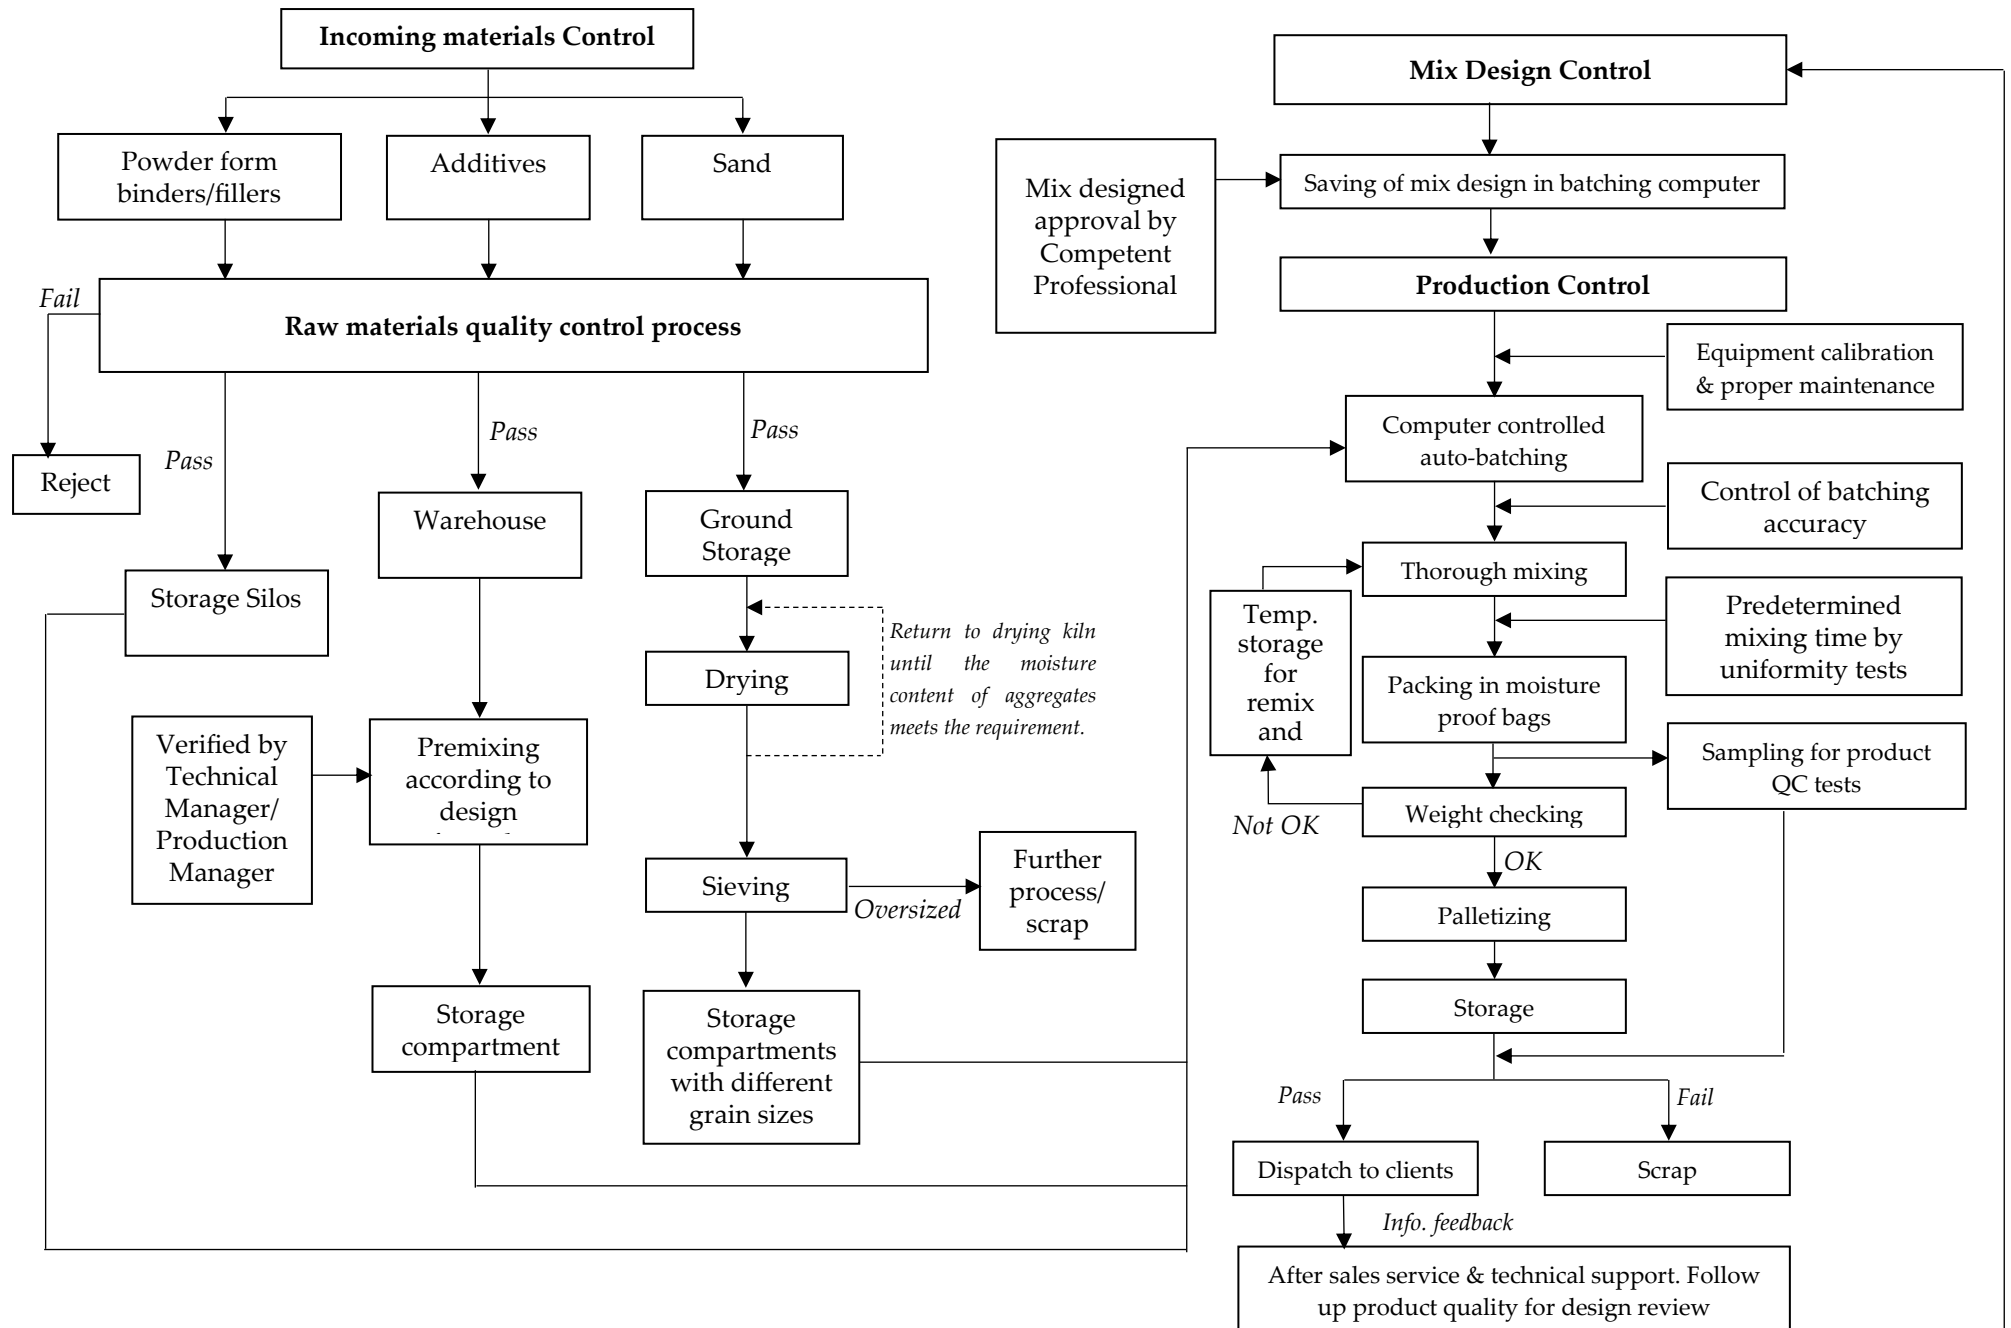 Incoming materials Control
Powder form
binders/fillers
Additives
Sand
Fail
Raw materials quality control process
Reject
Pass
Pass
Pass
Storage Silos
Warehouse
Ground
Storage
Drying
Return to drying kiln
until the moisture
content of aggregates
meets the requirement.
Verified by
Technical
Manager/
Production
Manager
Premixing
according to
design
Sieving
Oversized
Further
process/
scrap
Storage
compartment
Storage
compartments
with different
grain sizes
Mix Design Control
Mix designed
approval by
Competent
Professional
Saving of mix design in batching computer
Production Control
Equipment calibration
& proper maintenance
Computer controlled
auto-batching
Control of batching
accuracy
Thorough mixing
Temp.
storage
for
remix
and
Predetermined
mixing time by
uniformity tests
Packing in moisture
proof bags
Sampling for product
QC tests
Weight checking
Not OK
OK
Palletizing
Storage
Pass
Fail
Dispatch to clients
Scrap
Info. feedback
After sales service & technical support. Follow
up product quality for design review